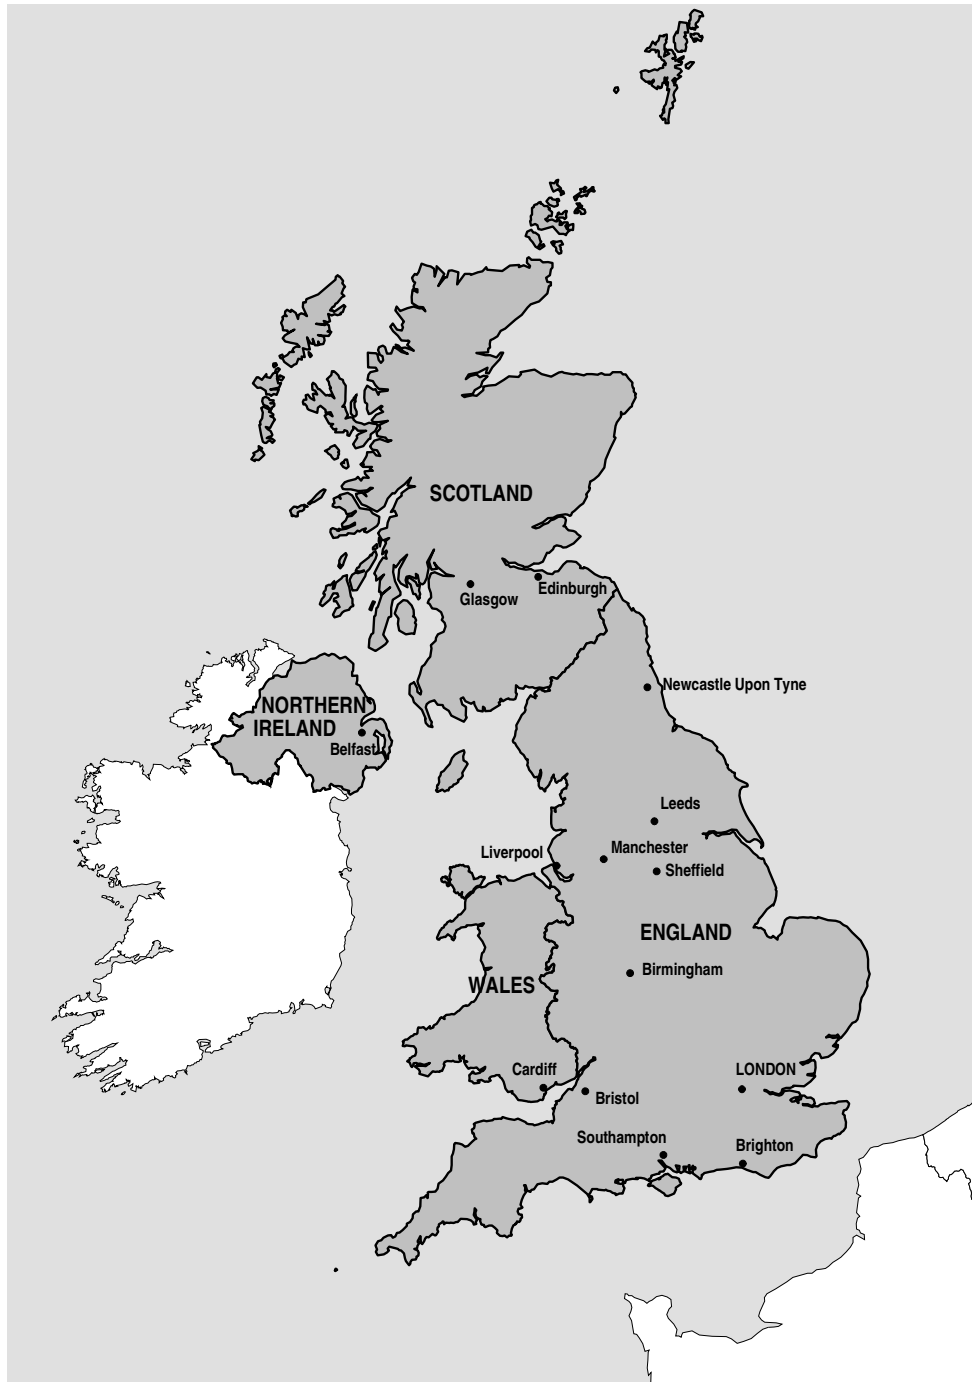 SCOTLAND
Edinburgh
Glasgow
Newcastle Upon Tyne
NORTHERN
IRELAND
Belfast
Leeds
Manchester
Liverpool
Sheffield
ENGLAND
Birmingham
WALES
Cardiff
LONDON
Bristol
Southampton
Brighton